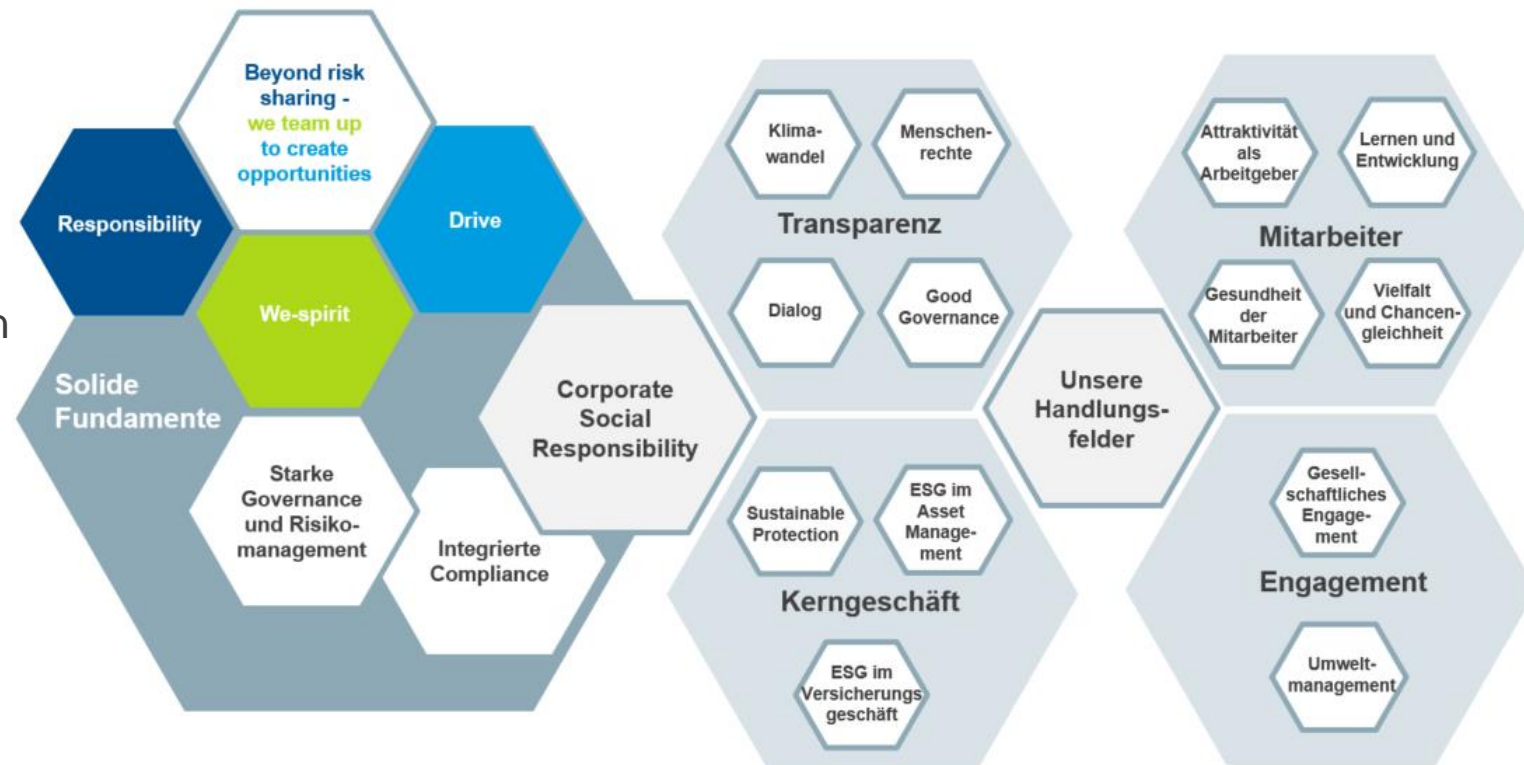 Beyond risk
sharing -
we team up
to create
opportunities
Responsibility
Drive
We-spirit
n
Solide
Fundamente
Starke
Governance
und Risiko-
management
Integrierte
Compliance
Corporate
Social
Responsibility
Klima-
wandel
Menschen-
rechte
Transparenz
Dialog
Good
Governance
Sustainable
Protection
ESG im
Asset
Manage-
ment
Kerngeschäft
ESG im
Versicherungs
geschäft
Unsere
Handlungs-
felder
Attraktivität
als
Arbeitgeber
Lernen und
Entwicklung
Mitarbeiter
Gesundheit
der
Mitarbeiter
Vielfalt
und Chancen-
gleichheit
Gesell-
schaftliches
Engage-
ment
Engagement
Umwelt-
management